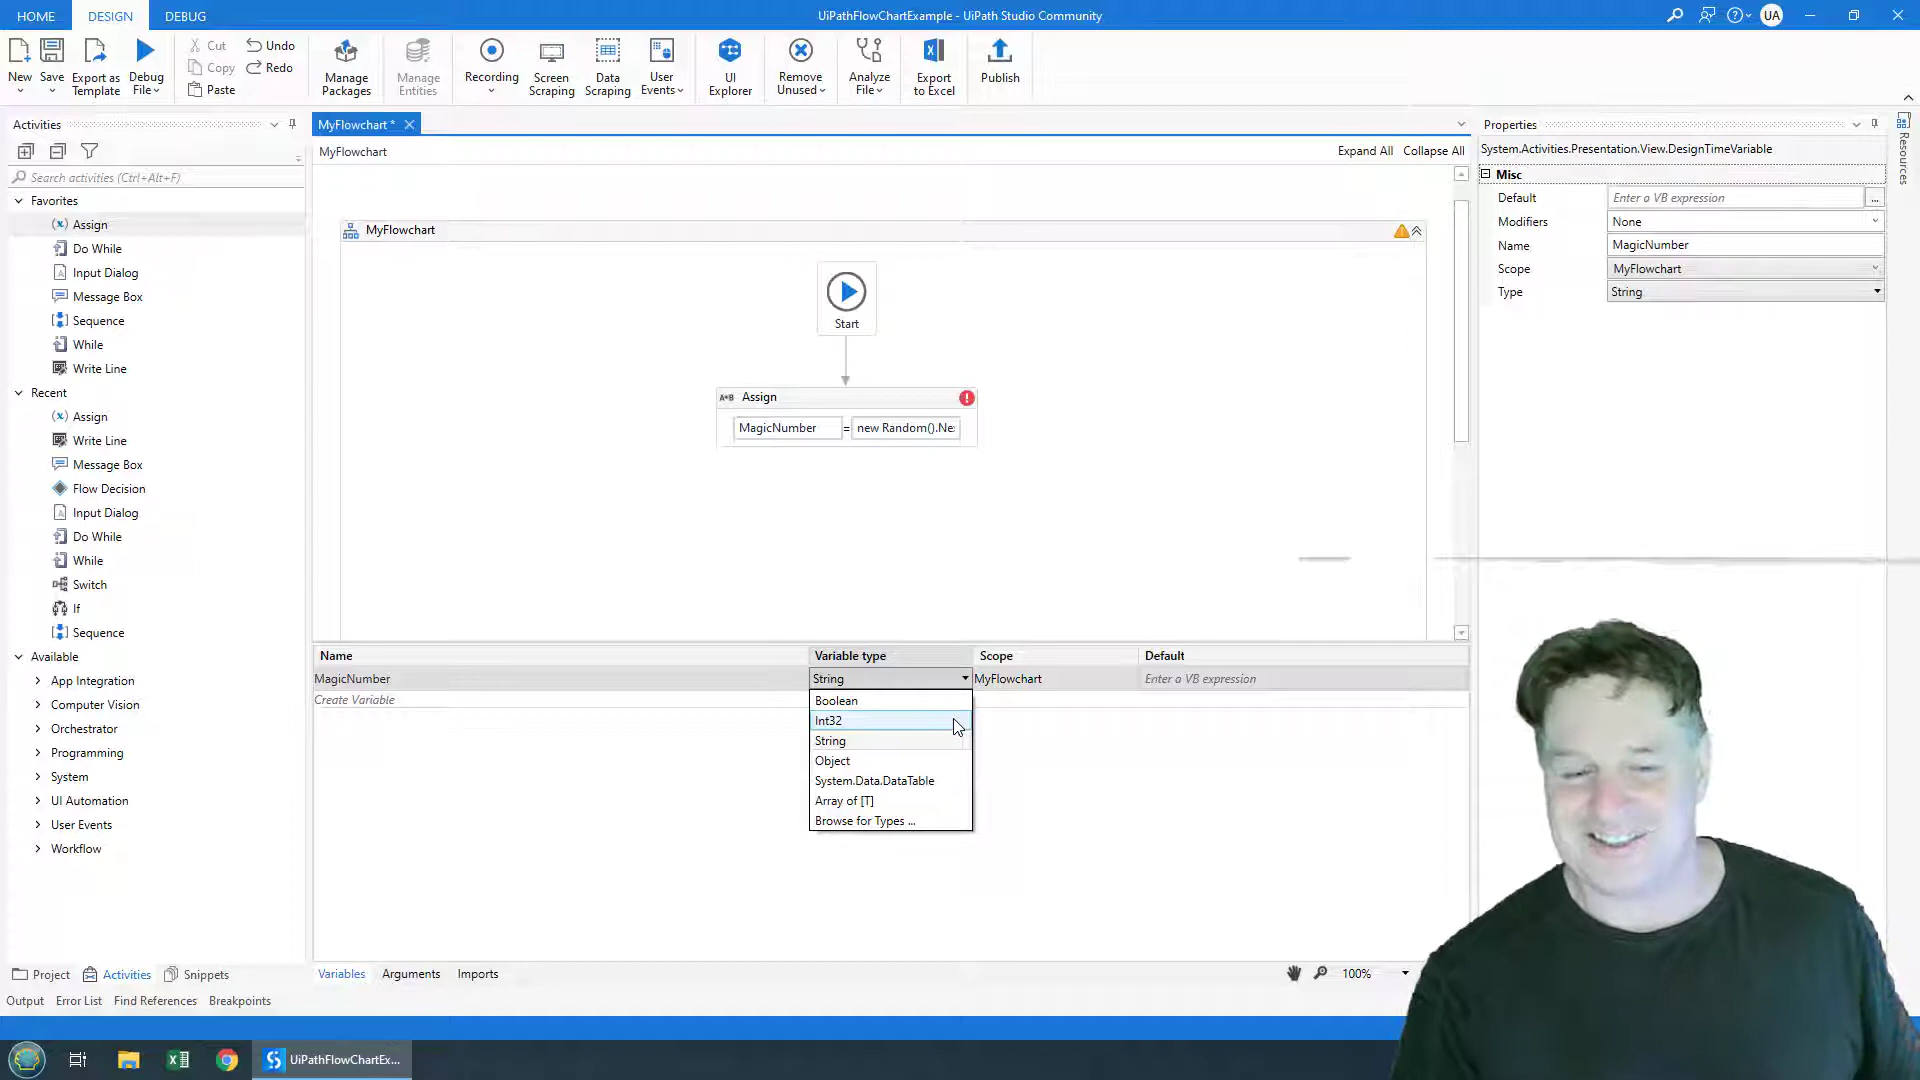 HOME DESIGN DEBUG
UiPathFlowChartExample - UiPath Studio Community
UA
New
Save
Export as Template
Debug File
Cut
Copy
Paste
Undo
Redo
Manage Packages
Manage Entities
Recording
Screen Scraping
Data Scraping
User Events
UI Explorer
Remove Unused
Analyze File
Export to Excel
Publish
Activities
Search activities (Ctrl+Alt+F)
Favorites
Assign
Do While
Input Dialog
Message Box
Sequence
While
Write Line
Recent
Assign
Write Line
Message Box
Flow Decision
Input Dialog
Do While
While
Switch
If
Sequence
Available
App Integration
Computer Vision
Orchestrator
Programming
System
UI Automation
User Events
Workflow
Project Activities Snippets
MyFlowchart *
MyFlowchart
Expand All Collapse All
MyFlowchart
Start
A+B Assign
MagicNumber = new Random().Ne
Name Variable type Scope Default
MagicNumber String MyFlowchart Enter a VB expression
Create Variable
Boolean
Int32
String
Object
System.Data.DataTable
Array of [T]
Browse for Types ...
Variables Arguments Imports
100%
Properties
System.Activities.Presentation.View.DesignTimeVariable
Misc
Default Enter a VB expression ...
Modifiers None
Name MagicNumber
Scope MyFlowchart
Type String
Resources
Output Error List Find References Breakpoints
UiPathFlowChartEx...